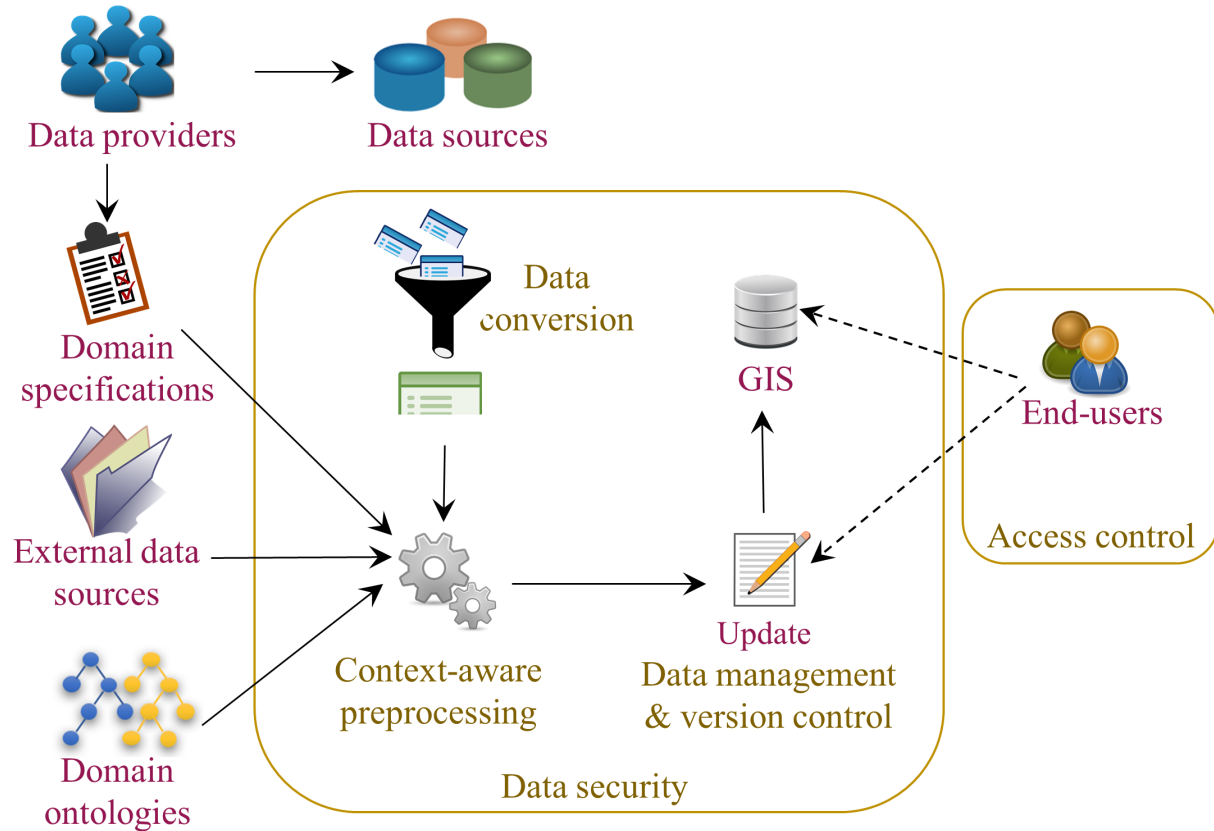 Data providers
Data sources
Data
conversion
Domain
specifications
GIS
End-users
External data
sources
Access control
Update
Context-aware
preprocessing
Data management
& version control
Domain
ontologies
Data security